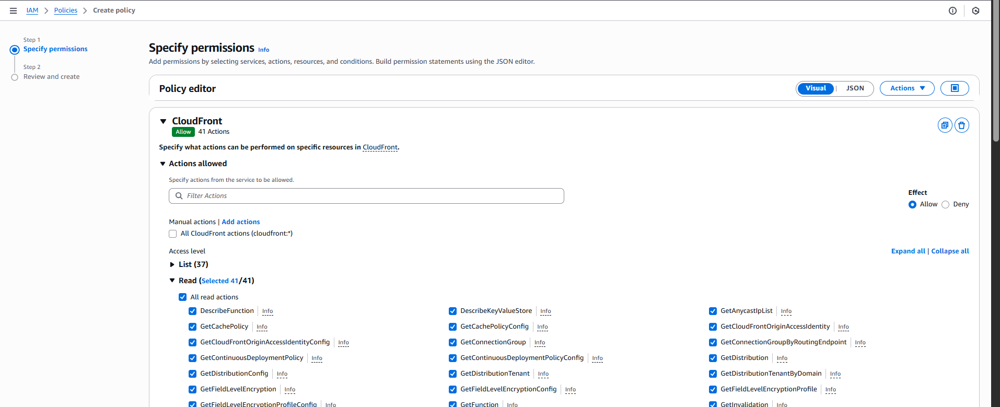 IAM > Policies > Create policy
Step 1
Specify permissions
Step 2
Review and create
Specify permissions Info
Add permissions by selecting services, actions, resources, and conditions. Build permission statements using the JSON editor.
Policy editor
Visual | JSON
Actions
CloudFront
Allow 41 Actions
Specify what actions can be performed on specific resources in CloudFront.
Actions allowed
Specify actions from the service to be allowed.
Filter Actions
Effect
Allow Deny
Manual actions | Add actions
All CloudFront actions (cloudfront:*)
Access level
Expand all | Collapse all
List (37)
Read (Selected 41/41)
All read actions
DescribeFunction Info DescribeKeyValueStore Info GetAnycastIpList Info
GetCachePolicy Info GetCachePolicyConfig Info GetCloudFrontOriginAccessIdentity Info
GetCloudFrontOriginAccessIdentityConfig Info GetConnectionGroup Info GetConnectionGroupByRoutingEndpoint Info
GetContinuousDeploymentPolicy Info GetContinuousDeploymentPolicyConfig Info GetDistribution Info
GetDistributionConfig Info GetDistributionTenant Info GetDistributionTenantByDomain Info
GetFieldLevelEncryption Info GetFieldLevelEncryptionConfig Info GetFieldLevelEncryptionProfile Info
GetFieldLevelEncryptionProfileConfig Info GetFunction Info GetInvalidation Info